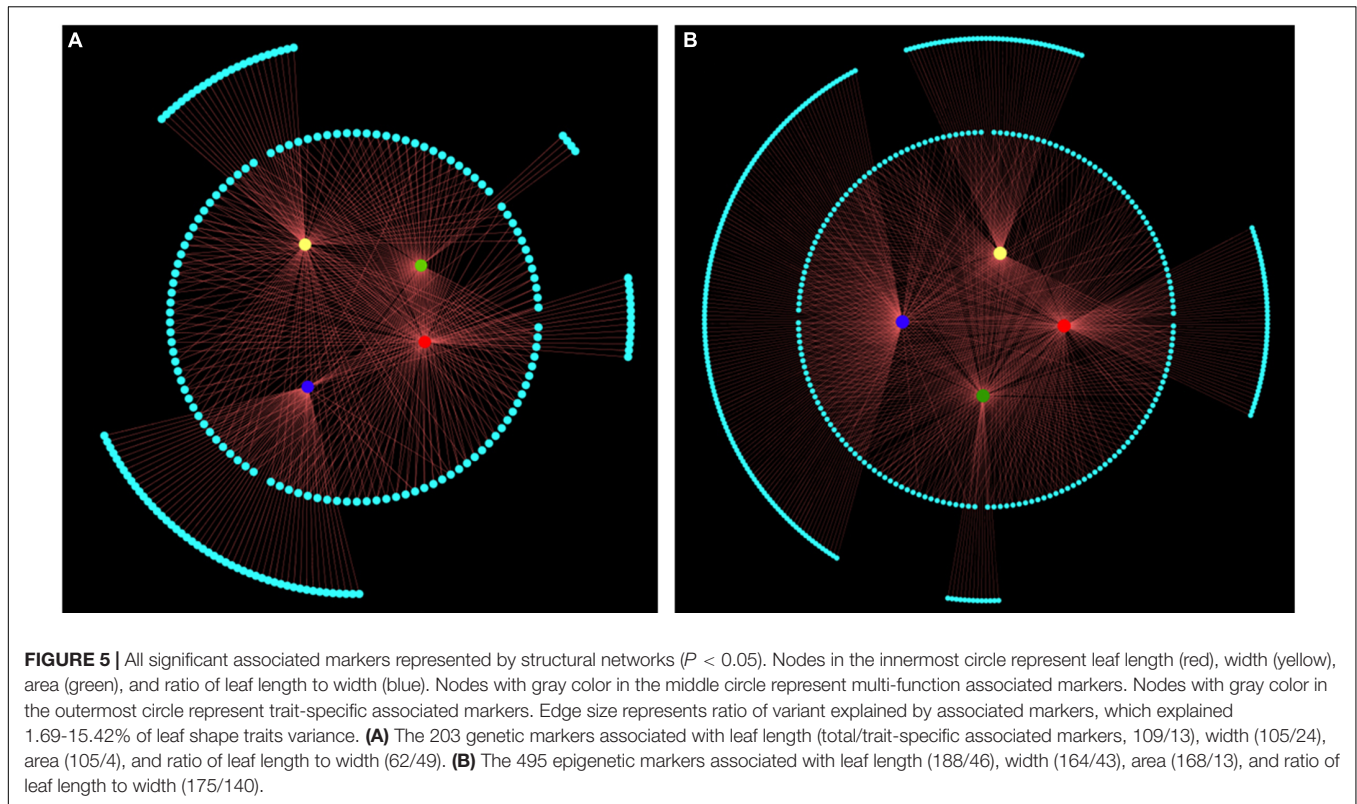 A
B
FIGURE 5 | All significant associated markers represented by structural networks (P < 0.05). Nodes in the innermost circle represent leaf length (red), width (yellow),
area (green), and ratio of leaf length to width (blue). Nodes with gray color in the middle circle represent multi-function associated markers. Nodes with gray color in
the outermost circle represent trait-specific associated markers. Edge size represents ratio of variant explained by associated markers, which explained
1.69-15.42% of leaf shape traits variance. (A) The 203 genetic markers associated with leaf length (total/trait-specific associated markers, 109/13), width (105/24),
area (105/4), and ratio of leaf length to width (62/49). (B) The 495 epigenetic markers associated with leaf length (188/46), width (164/43), area (168/13), and ratio of
leaf length to width (175/140).